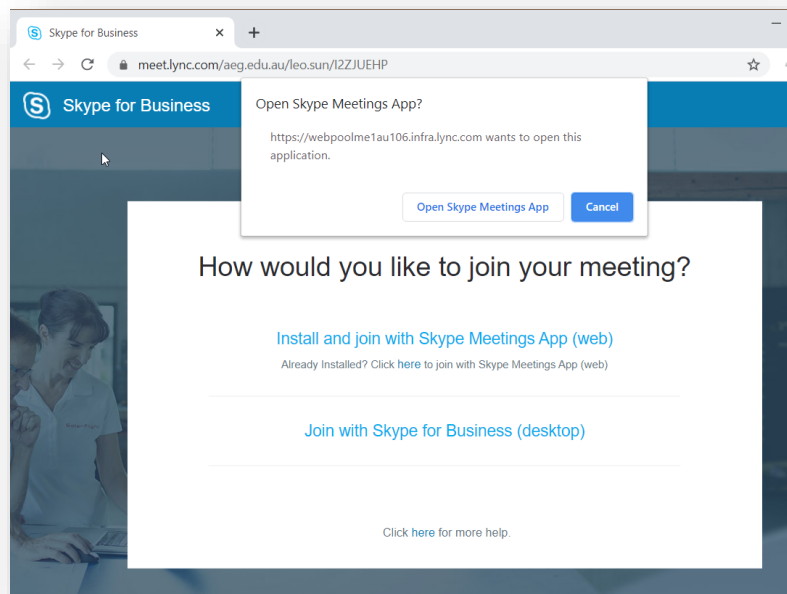 Skype for Business
meet.lync.com/aeg.edu.au/leo.sun/I2ZJUEHP
Skype for Business
Open Skype Meetings App?
https://webpoolme1au106.infra.lync.com wants to open this
application.
Open Skype Meetings App
Cancel
How would you like to join your meeting?
Install and join with Skype Meetings App (web)
Already Installed? Click here to join with Skype Meetings App (web)
Join with Skype for Business (desktop)
Click here for more help.